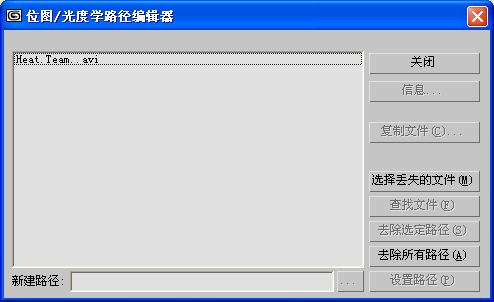 位图/光度学路径编辑器
Heat.Team..avi
关闭
信息...
复制文件(C)...
选择丢失的文件(M)
查找文件(F)
去除选定路径(S)
去除所有路径(A)
新建路径:
...
设置路径(P)